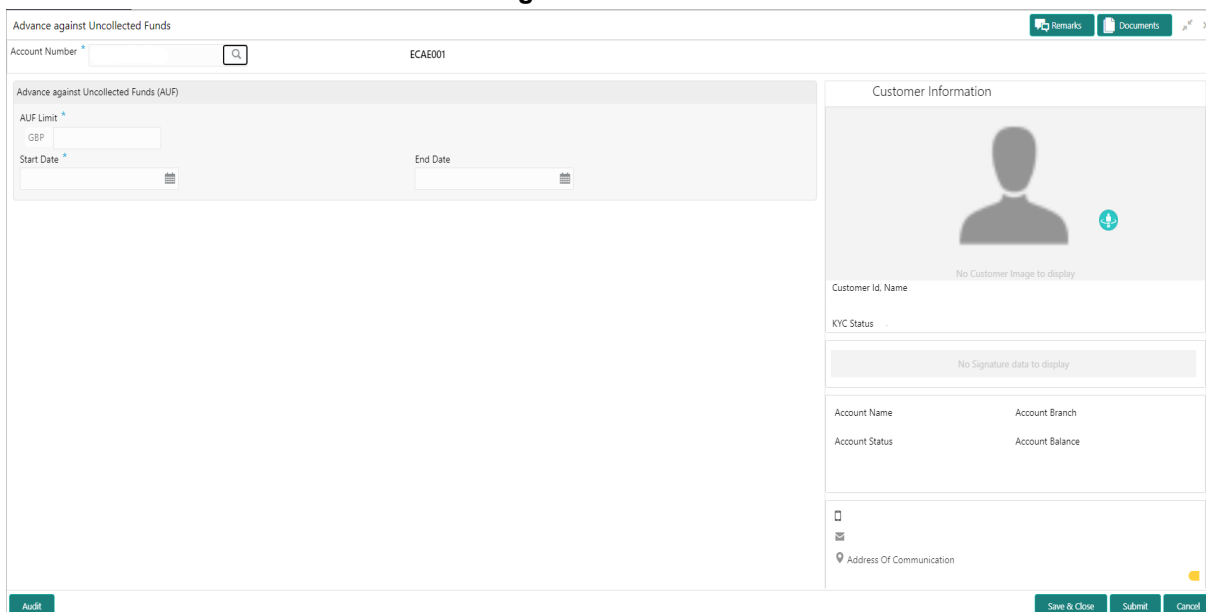 Advance against Uncollected Funds
Remarks
Documents
Account Number *
ECAE001
Advance against Uncollected Funds (AUF)
AUF Limit *
GBP
Start Date *
End Date
Customer Information
No Customer Image to display
Customer Id, Name
KYC Status
No Signature data to display
Account Name Account Branch
Account Status Account Balance
Address Of Communication
Audit
Save & Close Submit Cancel